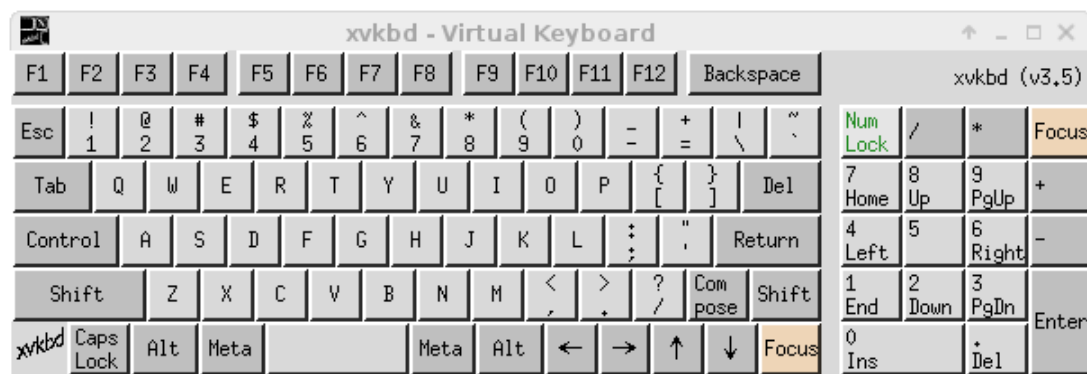 xvkbd - Virtual Keyboard
F1 F2 F3 F4 F5 F6 F7 F8 F9 F10 F11 F12 Backspace xvkbd (v3.5)
Esc ! 1 @ 2 # 3 $ 4 % 5 ^ 6 & 7 * 8 ( 9 ) 0 _ - + = | \ ~ ` Num Lock / * Focus
Tab Q W E R T Y U I O P { [ } ] Del 7 Home 8 Up 9 PgUp +
Control A S D F G H J K L : ; " ' Return 4 Left 5 6 Right -
Shift Z X C V B N M < , > . ? / Com pose Shift 1 End 2 Down 3 PgDn Enter
xvkbd Caps Lock Alt Meta Meta Alt ← → ↑ ↓ Focus 0 Ins . Del